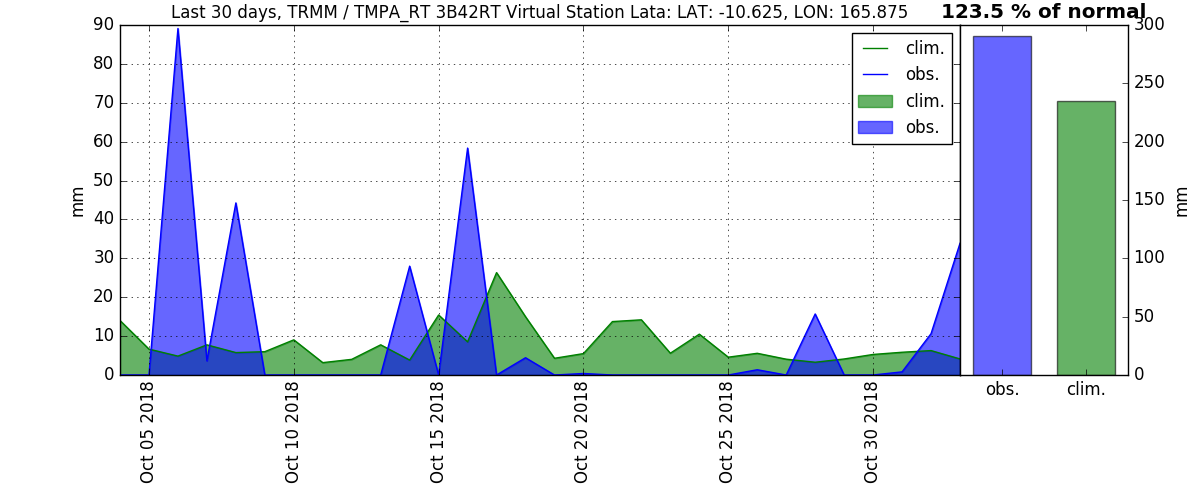 Last 30 days, TRMM / TMPA_RT 3B42RT Virtual Station Lata: LAT: -10.625, LON: 165.875
123.5 % of normal
90
80
70
60
50
40
30
20
10
0
mm
clim.
obs.
clim.
obs.
Oct 05 2018
Oct 10 2018
Oct 15 2018
Oct 20 2018
Oct 25 2018
Oct 30 2018
300
250
200
150
100
50
0
mm
obs.
clim.